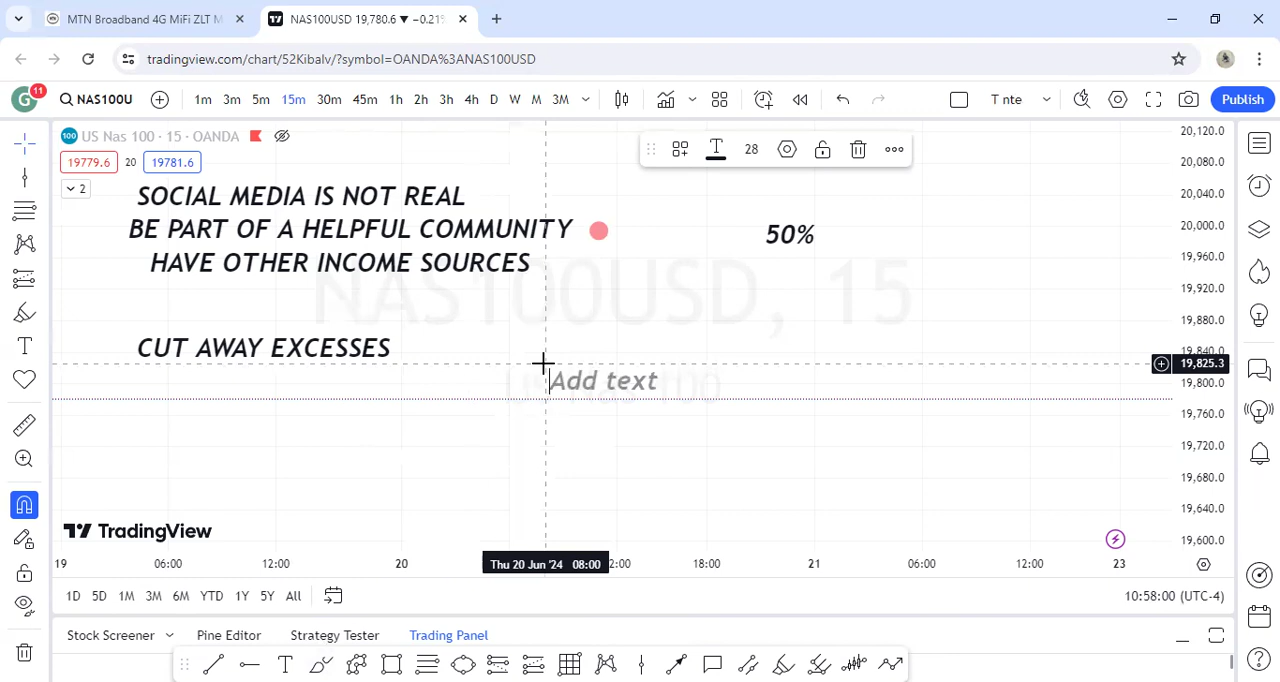 MTN Broadband 4G MiFi ZLT M
NAS100USD 19,780.6 ▼ −0.21%
tradingview.com/chart/52Kibalv/?symbol=OANDA%3ANAS100USD
G 11 NAS100U 1m 3m 5m 15m 30m 45m 1h 2h 3h 4h D W M 3M T nte Publish
100 US Nas 100 · 15 · OANDA
19779.6 20 19781.6
2
T 28
SOCIAL MEDIA IS NOT REAL
BE PART OF A HELPFUL COMMUNITY
HAVE OTHER INCOME SOURCES
50%
NAS100USD, 15
CUT AWAY EXCESSES
Add text
US Nas 100
20,120.0
20,080.0
20,040.0
20,000.0
19,960.0
19,920.0
19,880.0
19,840.0
19,825.3
19,800.0
19,760.0
19,720.0
19,680.0
19,640.0
19,600.0
TradingView
19 06:00 12:00 20 Thu 20 Jun '24 08:00 2:00 18:00 21 06:00 12:00 23
1D 5D 1M 3M 6M YTD 1Y 5Y All
10:58:00 (UTC-4)
Stock Screener Pine Editor Strategy Tester Trading Panel